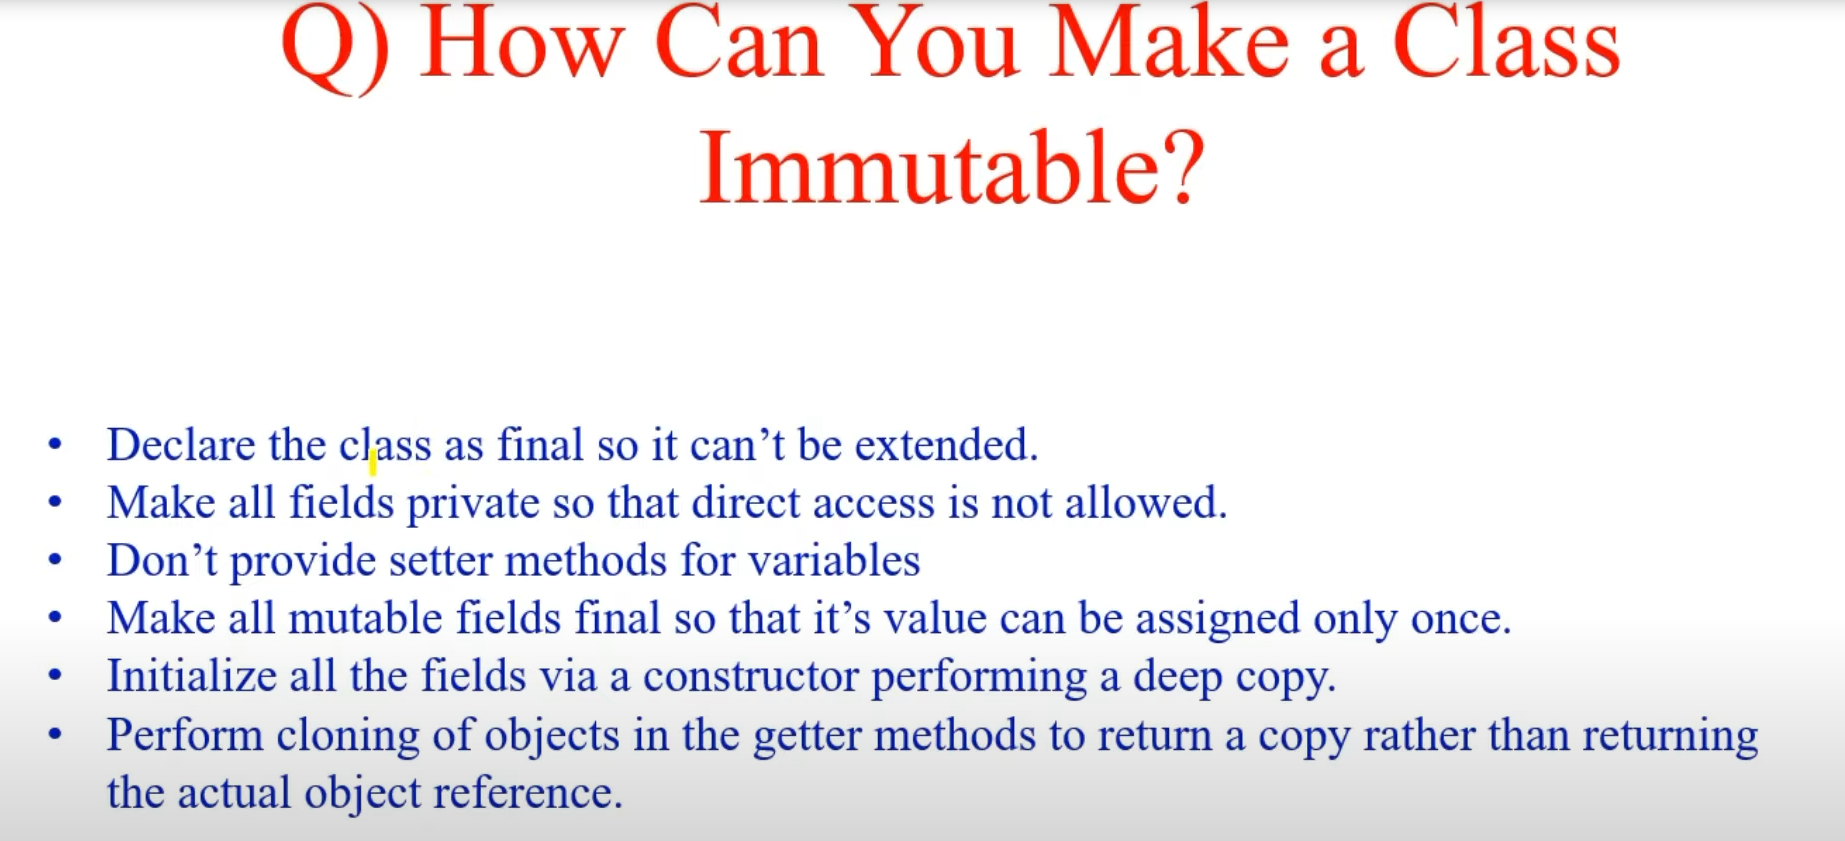 Q) How Can You Make a Class
Immutable?
• Declare the class as final so it can’t be extended.
• Make all fields private so that direct access is not allowed.
• Don’t provide setter methods for variables
• Make all mutable fields final so that it’s value can be assigned only once.
• Initialize all the fields via a constructor performing a deep copy.
• Perform cloning of objects in the getter methods to return a copy rather than returning
the actual object reference.